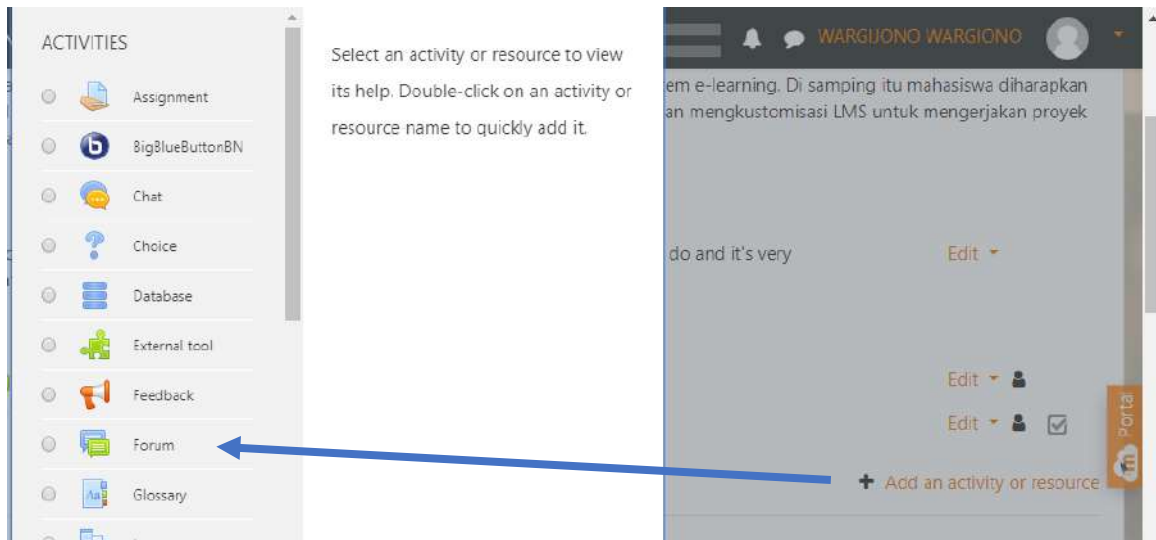 ACTIVITIES
Assignment
BigBlueButtonBN
Chat
Choice
Database
External tool
Feedback
Forum
Glossary
Select an activity or resource to view
its help. Double-click on an activity or
resource name to quickly add it.
WARGIJONO WARGIONO
em e-learning. Di samping itu mahasiswa diharapkan
an mengkustomisasi LMS untuk mengerjakan proyek
do and it's very
Edit
Edit
Edit
Add an activity or resource
m Portal